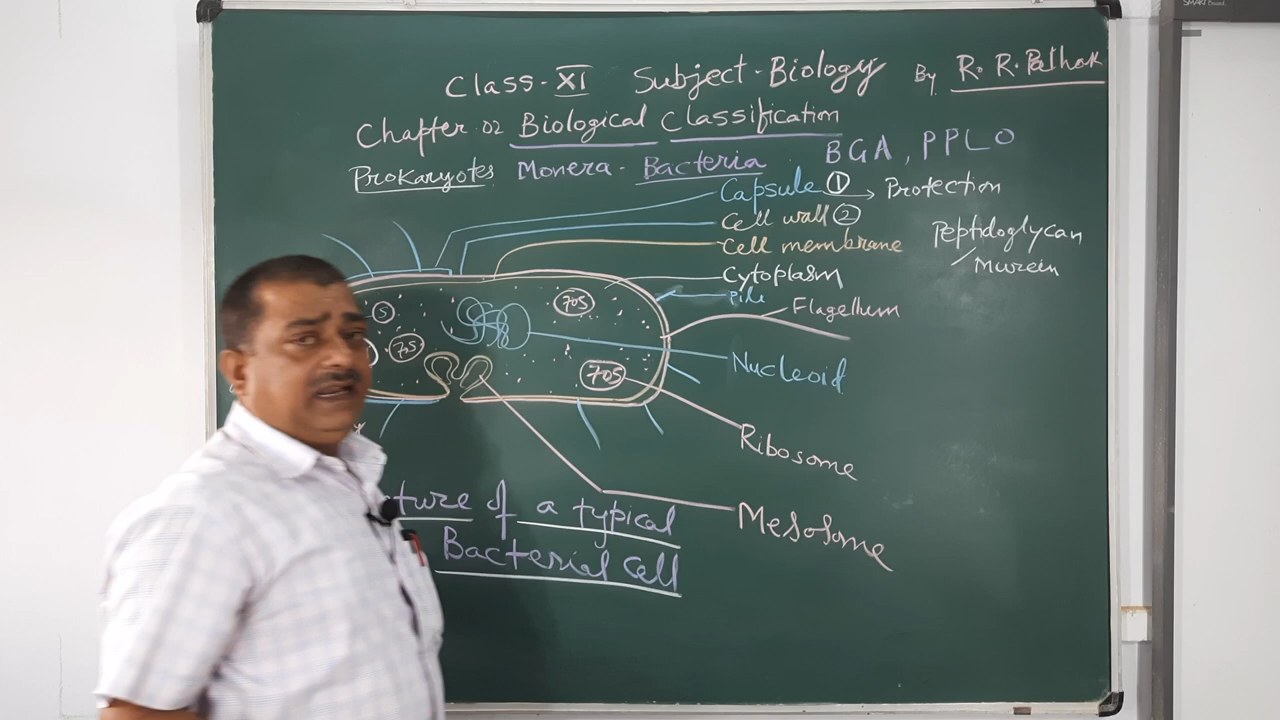 SMART Board
Class - XI Subject - Biology By R. R. Pathak
Chapter 02 Biological Classification
Prokaryotes Monera - Bacteria BGA, PPLO
Capsule ① → Protection
Cell wall ② Peptidoglycan
Murein
Cell membrane
Cytoplasm
Pili
Flagellum
Nucleoid
Ribosome
Mesosome
70S
S
70S
70S
ture of a typical
Bacterial Cell